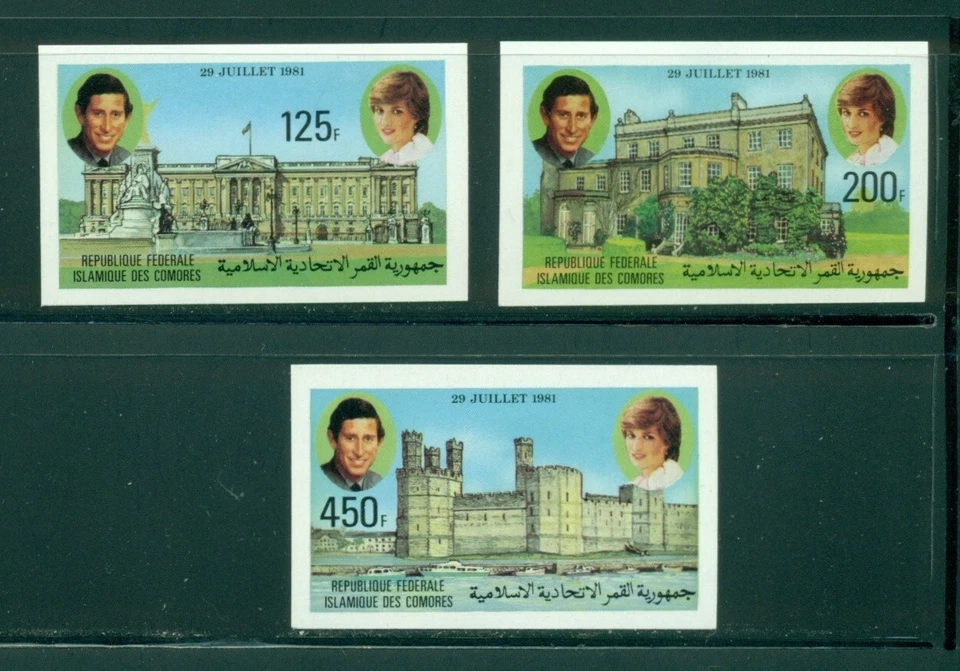 29 JUILLET 1981
125F
REPUBLIQUE FEDERALE
ISLAMIQUE DES COMORES
جمهورية القمر الاتحادية الاسلامية
29 JUILLET 1981
200F
REPUBLIQUE FEDERALE
ISLAMIQUE DES COMORES
جمهورية القمر الاتحادية الاسلامية
29 JUILLET 1981
450F
REPUBLIQUE FEDERALE
ISLAMIQUE DES COMORES
جمهورية القمر الاتحادية الاسلامية